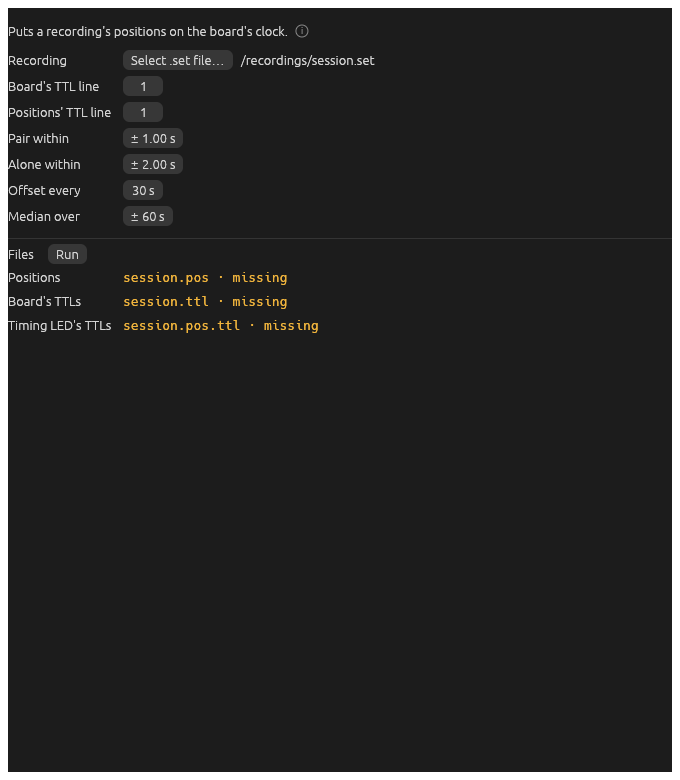 Puts a recording's positions on the board's clock.
Recording Select .set file… /recordings/session.set
Board's TTL line 1
Positions' TTL line 1
Pair within ± 1.00 s
Alone within ± 2.00 s
Offset every 30 s
Median over ± 60 s
Files Run
Positions session.pos · missing
Board's TTLs session.ttl · missing
Timing LED's TTLs session.pos.ttl · missing